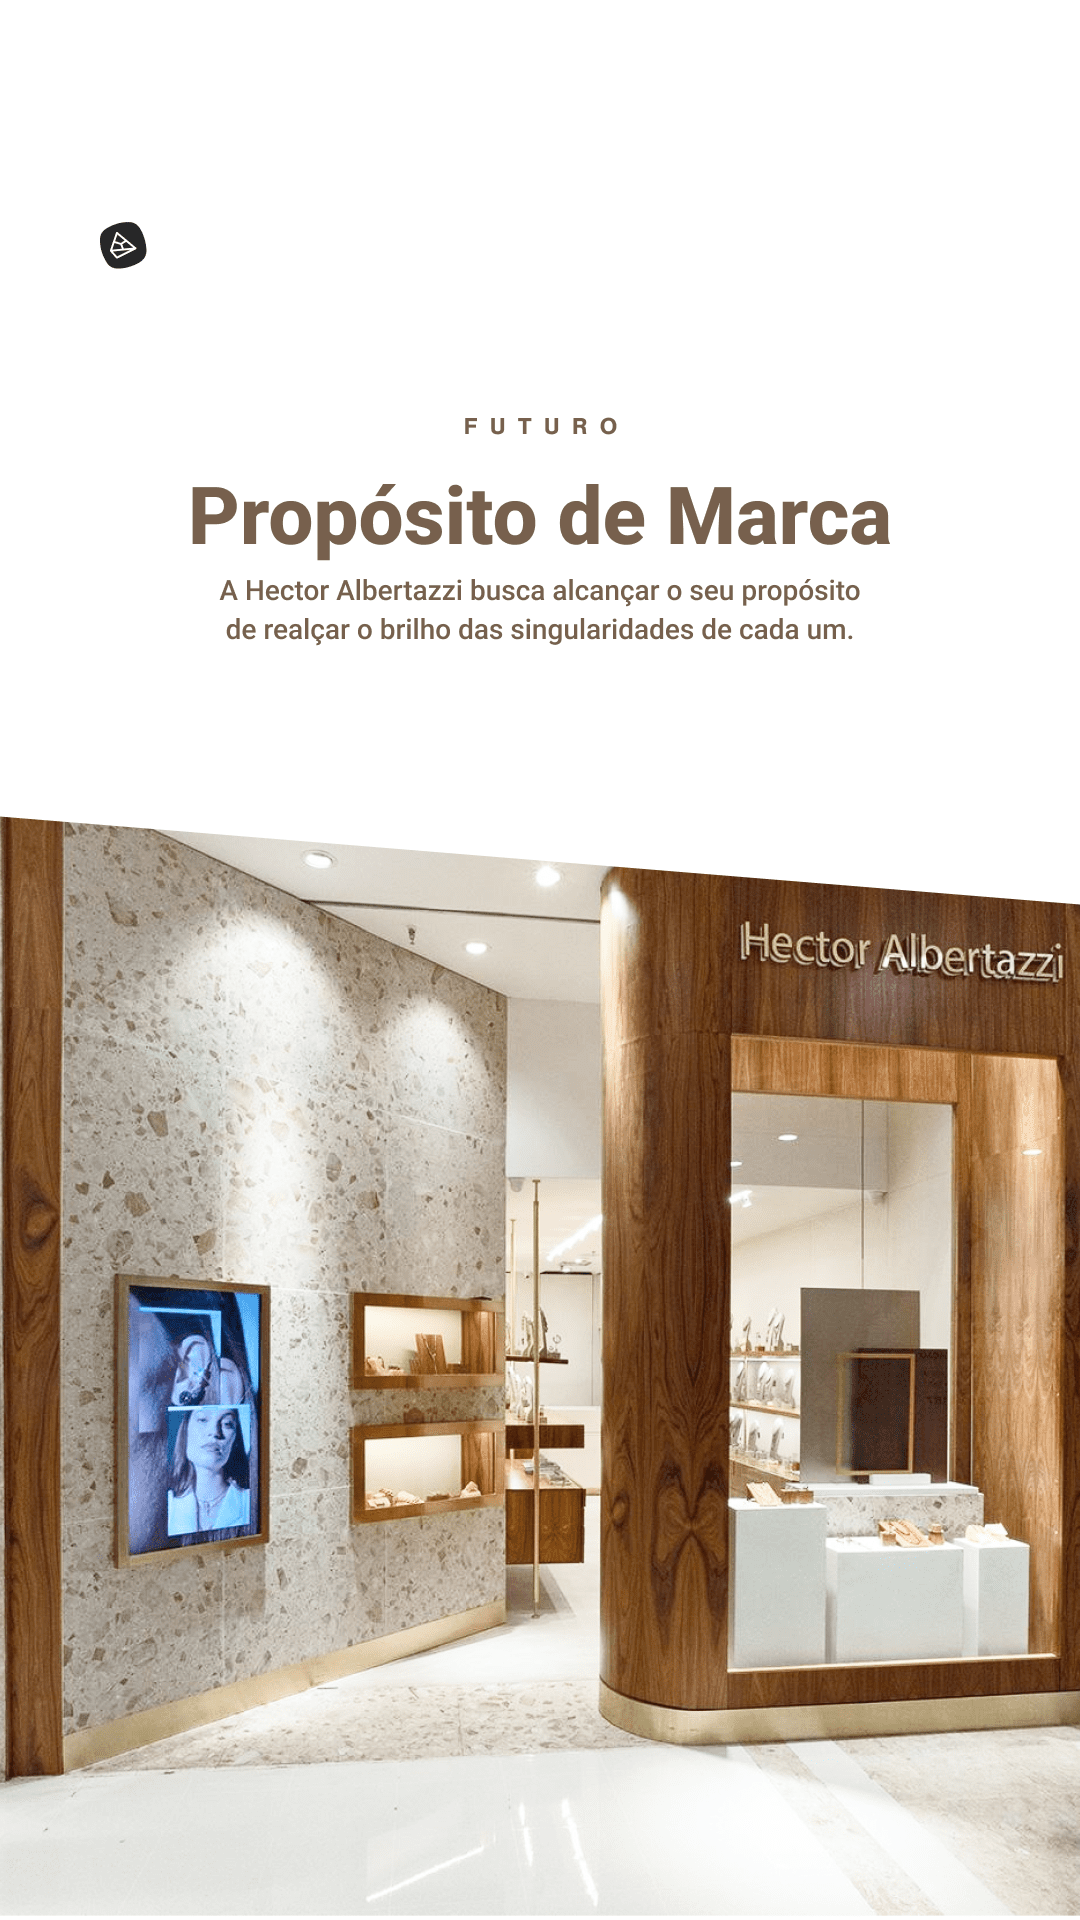 FUTURO
Propósito de Marca
A Hector Albertazzi busca alcançar o seu propósito
de realçar o brilho das singularidades de cada um.
Hector Albertazzi